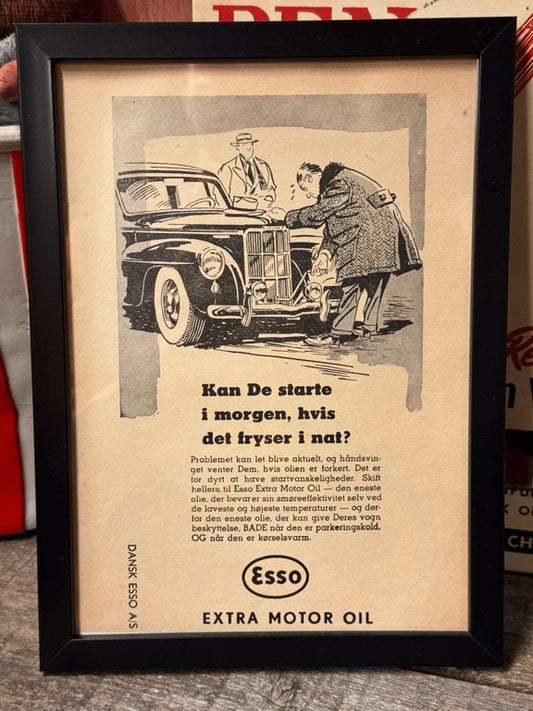 PEN
Kan De starte
i morgen, hvis
det fryser i nat?
Problemet kan let blive aktuelt, og håndsvin-
get venter Dem, hvis olien er forkert. Det er
for dyrt at have startvanskeligheder. Skift
hellere til Esso Extra Motor Oil — den eneste
olie, der bevarer sin smøreeffektivitet selv ved
de laveste og højeste temperaturer — og der-
for den eneste olie, der kan give Deres vogn
beskyttelse, BÅDE når den er parkeringskold,
OG når den er kørselsvarm.
Esso
EXTRA MOTOR OIL
DANSK ESSO A/S
CH